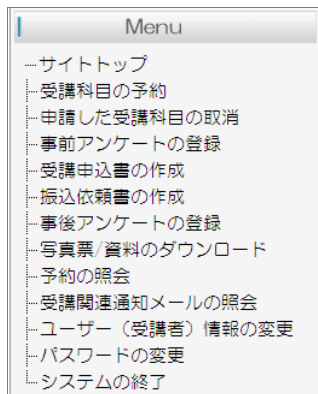 Menu
サイトトップ
受講科目の予約
申請した受講科目の取消
事前アンケートの登録
受講申込書の作成
振込依頼書の作成
事後アンケートの登録
写真票/資料のダウンロード
予約の照会
受講関連通知メールの照会
ユーザー（受講者）情報の変更
パスワードの変更
システムの終了